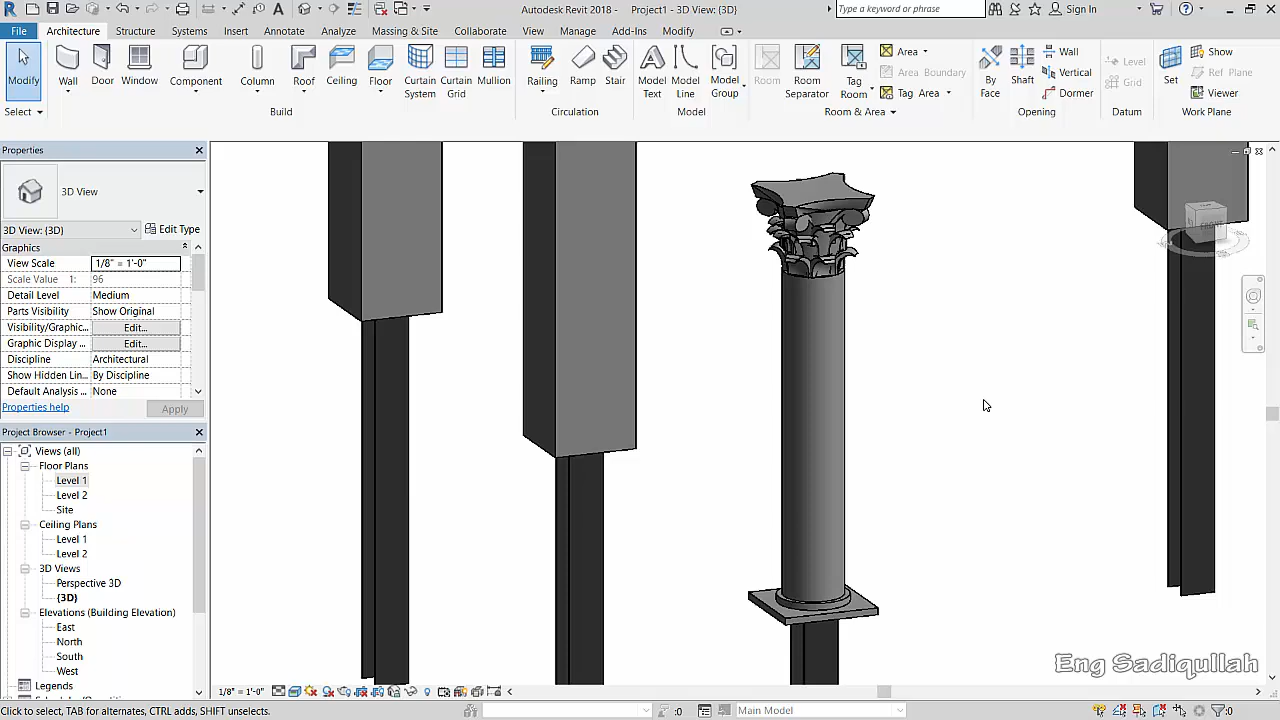 Autodesk Revit 2018 - Project1 - 3D View: {3D}
Type a keyword or phrase
Sign In
File Architecture Structure Systems Insert Annotate Analyze Massing & Site Collaborate View Manage Add-Ins Modify
Modify Wall Door Window Component Column Roof Ceiling Floor Curtain System Curtain Grid Mullion Railing Ramp Stair Model Text Model Line Model Group Room Room Separator Tag Room Area Area Boundary Tag Area By Face Shaft Wall Vertical Dormer Level Grid Set Show Ref Plane Viewer
Select Build Circulation Model Room & Area Opening Datum Work Plane
Properties
3D View
3D View: {3D} Edit Type
Graphics
View Scale 1/8" = 1'-0"
Scale Value 1: 96
Detail Level Medium
Parts Visibility Show Original
Visibility/Graphic... Edit...
Graphic Display ... Edit...
Discipline Architectural
Show Hidden Lin... By Discipline
Default Analysis ... None
Properties help Apply
Project Browser - Project1
Views (all)
Floor Plans
Level 1
Level 2
Site
Ceiling Plans
Level 1
Level 2
3D Views
Perspective 3D
{3D}
Elevations (Building Elevation)
East
North
South
West
Legends
FRONT
Eng Sadiqullah
1/8" = 1'-0"
Click to select, TAB for alternates, CTRL adds, SHIFT unselects. :0 Main Model :0